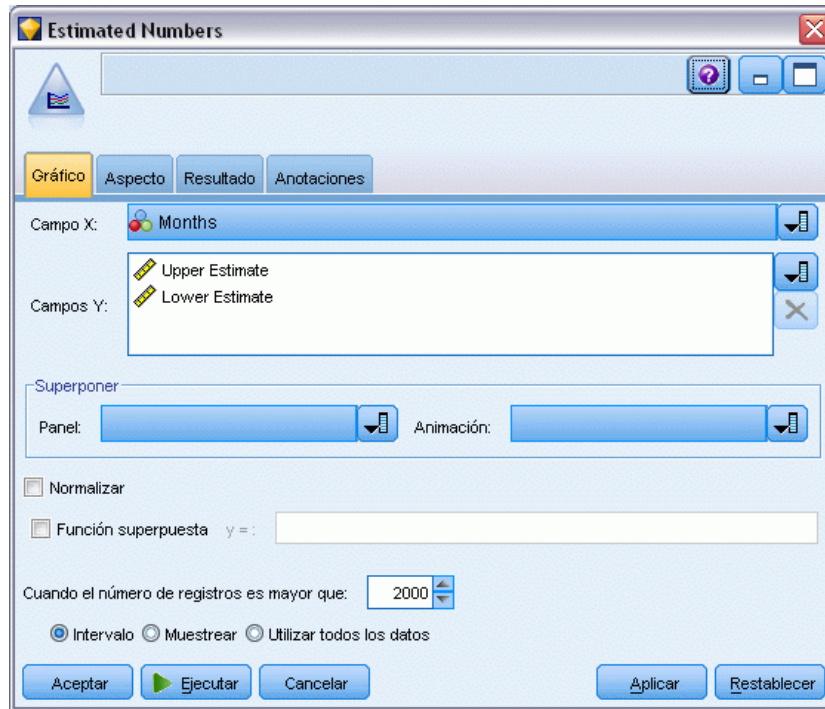 Estimated Numbers
?
Gráfico Aspecto Resultado Anotaciones
Campo X: Months
Campos Y: Upper Estimate
Lower Estimate
Superponer
Panel: Animación:
Normalizar
Función superpuesta y = :
Cuando el número de registros es mayor que: 2000
Intervalo Muestrear Utilizar todos los datos
Aceptar Ejecutar Cancelar Aplicar Restablecer